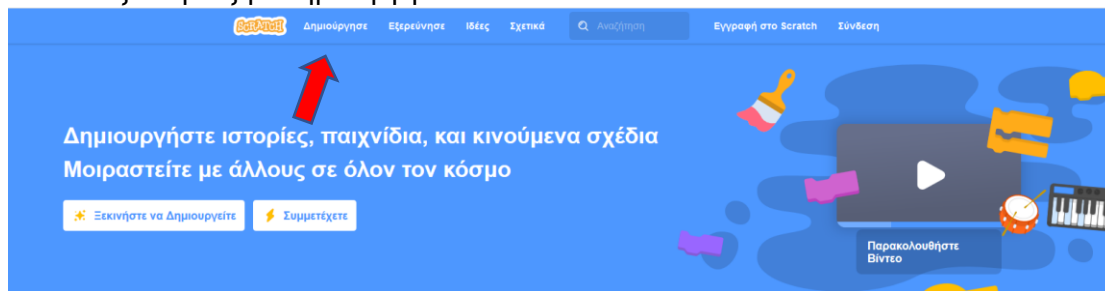 SCRATCH Δημιούργησε Εξερεύνησε Ιδέες Σχετικά Αναζήτηση Εγγραφή στο Scratch Σύνδεση
Δημιουργήστε ιστορίες, παιχνίδια, και κινούμενα σχέδια
Μοιραστείτε με άλλους σε όλον τον κόσμο
Ξεκινήστε να Δημιουργείτε Συμμετέχετε
Παρακολουθήστε
Βίντεο